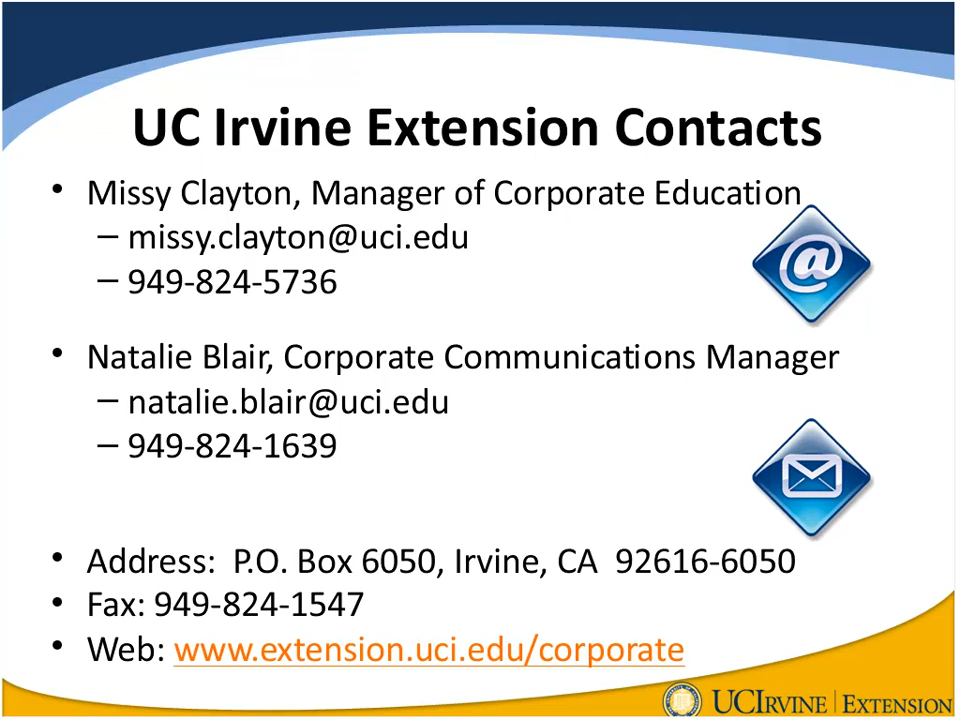 UC Irvine Extension Contacts
• Missy Clayton, Manager of Corporate Education
– missy.clayton@uci.edu
– 949-824-5736
@
• Natalie Blair, Corporate Communications Manager
– natalie.blair@uci.edu
– 949-824-1639
• Address:  P.O. Box 6050, Irvine, CA  92616-6050
• Fax: 949-824-1547
• Web: www.extension.uci.edu/corporate
UCIRVINE | EXTENSION